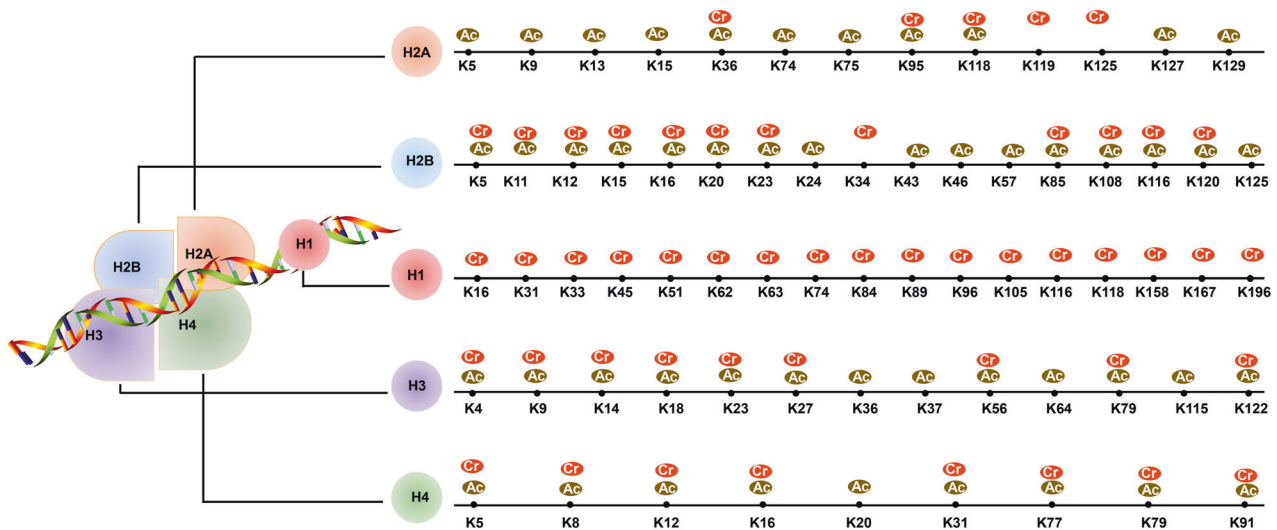 Cr Cr Cr Cr Cr
Ac Ac Ac Ac Ac Ac Ac Ac Ac Ac Ac
H2A
K5 K9 K13 K15 K36 K74 K75 K95 K118 K119 K125 K127 K129
Cr Cr Cr Cr Cr Cr Cr Cr Cr Cr Cr Cr
Ac Ac Ac Ac Ac Ac Ac Ac Ac Ac Ac Ac Ac Ac Ac Ac
H2B
K5 K11 K12 K15 K16 K20 K23 K24 K34 K43 K46 K57 K85 K108 K116 K120 K125
H2B
H2A
H1
Cr Cr Cr Cr Cr Cr Cr Cr Cr Cr Cr Cr Cr Cr Cr Cr Cr
H1
K16 K31 K33 K45 K51 K62 K63 K74 K84 K89 K96 K105 K116 K118 K158 K167 K196
H3
H4
Cr Cr Cr Cr Cr Cr Cr Cr Cr
Ac Ac Ac Ac Ac Ac Ac Ac Ac Ac Ac Ac Ac
H3
K4 K9 K14 K18 K23 K27 K36 K37 K56 K64 K79 K115 K122
Cr Cr Cr Cr Cr Cr Cr Cr
Ac Ac Ac Ac Ac Ac Ac Ac Ac
H4
K5 K8 K12 K16 K20 K31 K77 K79 K91